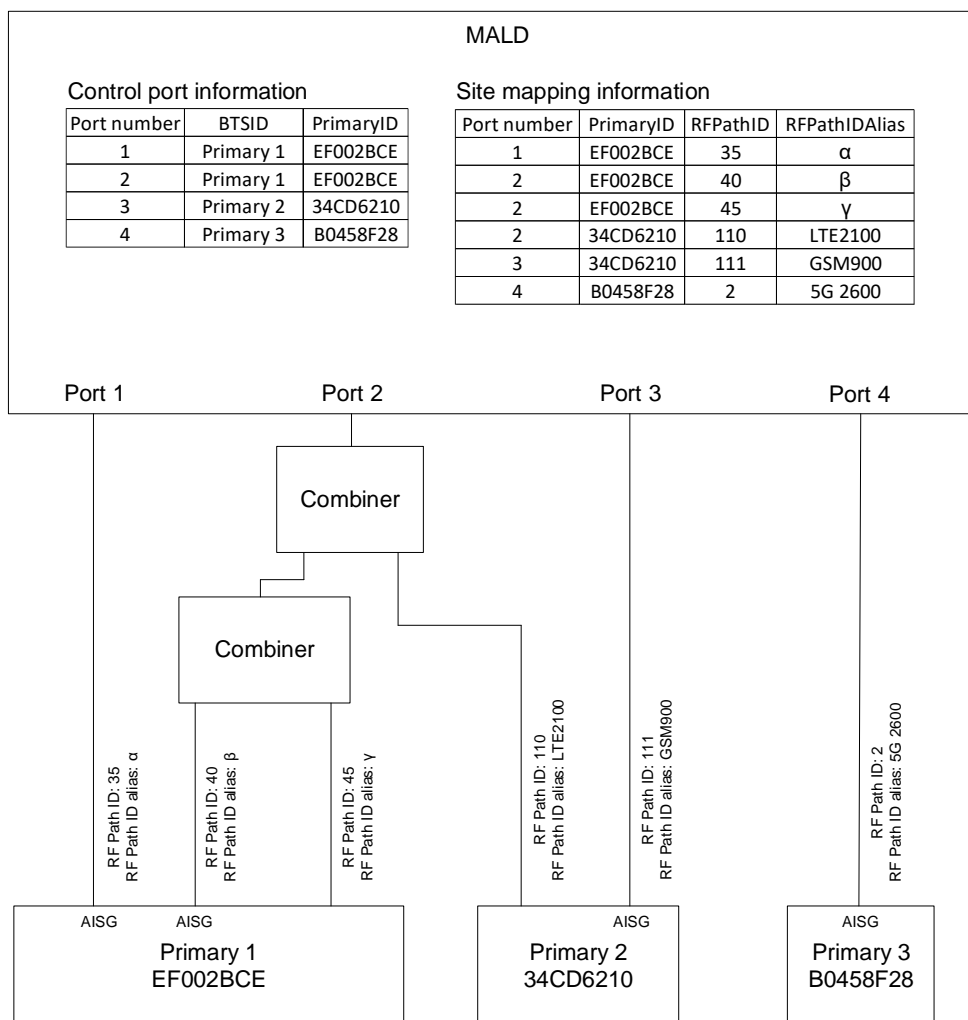 MALD
Control port information
Port number BTSID PrimaryID
1 Primary 1 EF002BCE
2 Primary 1 EF002BCE
3 Primary 2 34CD6210
4 Primary 3 B0458F28
Site mapping information
Port number PrimaryID RFPathID RFPathIDAlias
1 EF002BCE 35 α
2 EF002BCE 40 β
2 EF002BCE 45 γ
2 34CD6210 110 LTE2100
3 34CD6210 111 GSM900
4 B0458F28 2 5G 2600
Port 1 Port 2 Port 3 Port 4
Combiner
Combiner
RF Path ID: 35
RF Path ID alias: α
RF Path ID: 40
RF Path ID alias: β
RF Path ID: 45
RF Path ID alias: γ
RF Path ID: 110
RF Path ID alias: LTE2100
RF Path ID: 111
RF Path ID alias: GSM900
RF Path ID: 2
RF Path ID alias: 5G 2600
AISG AISG
Primary 1
EF002BCE
AISG
Primary 2
34CD6210
AISG
Primary 3
B0458F28